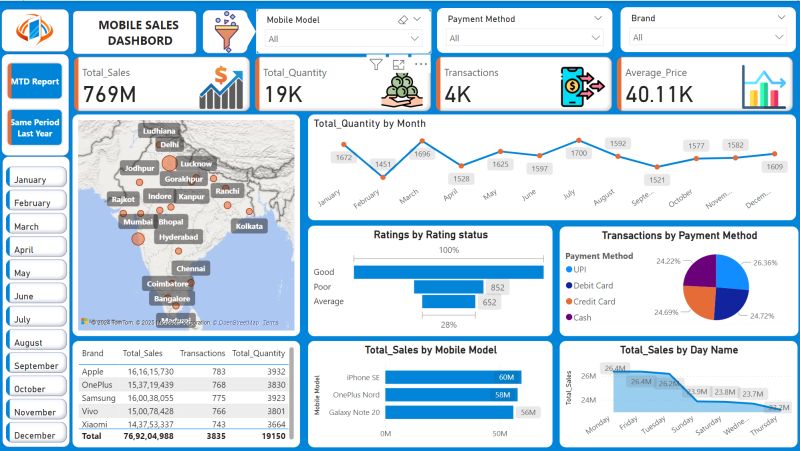 MOBILE SALES
DASHBORD
Mobile Model
All
Payment Method
All
Brand
All
MTD Report
Same Period
Last Year
Total_Sales
769M
Total_Quantity
19K
Transactions
4K
Average_Price
40.11K
January
February
March
April
May
June
July
August
September
October
November
December
Ludhiana
Delhi
Jodhpur
Lucknow
Gorakhpur
Rajkot
Indore
Kanpur
Ranchi
Mumbai
Bhopal
Kolkata
Hyderabad
Chennai
Coimbatore
Bangalore
Madurai
OpenStreetMap Terms
Total_Quantity by Month
1672
1451
1696
1528
1625
1597
1700
1592
1521
1577
1582
1609
January
February
March
April
May
June
July
August
Septe...
October
Novem...
Decem...
Ratings by Rating status
100%
Good
Poor
852
Average
652
28%
Transactions by Payment Method
Payment Method
UPI
Debit Card
Credit Card
Cash
24.22%
26.36%
24.69%
24.72%
Brand Total_Sales Transactions Total_Quantity
Apple 16,16,15,730 783 3932
OnePlus 15,37,19,439 768 3830
Samsung 16,00,38,055 775 3923
Vivo 15,00,78,428 766 3801
Xiaomi 14,37,53,337 743 3664
Total 76,92,04,988 3835 19150
Total_Sales by Mobile Model
Mobile Model
iPhone SE
60M
OnePlus Nord
58M
Galaxy Note 20
56M
0M
50M
Total_Sales by Day Name
Total_Sales
26M
24M
26.4M
26.4M
26.2M
23.9M
23.8M
23.7M
Monday
Friday
Tuesday
Sunday
Saturday
Wedne...
Thursday